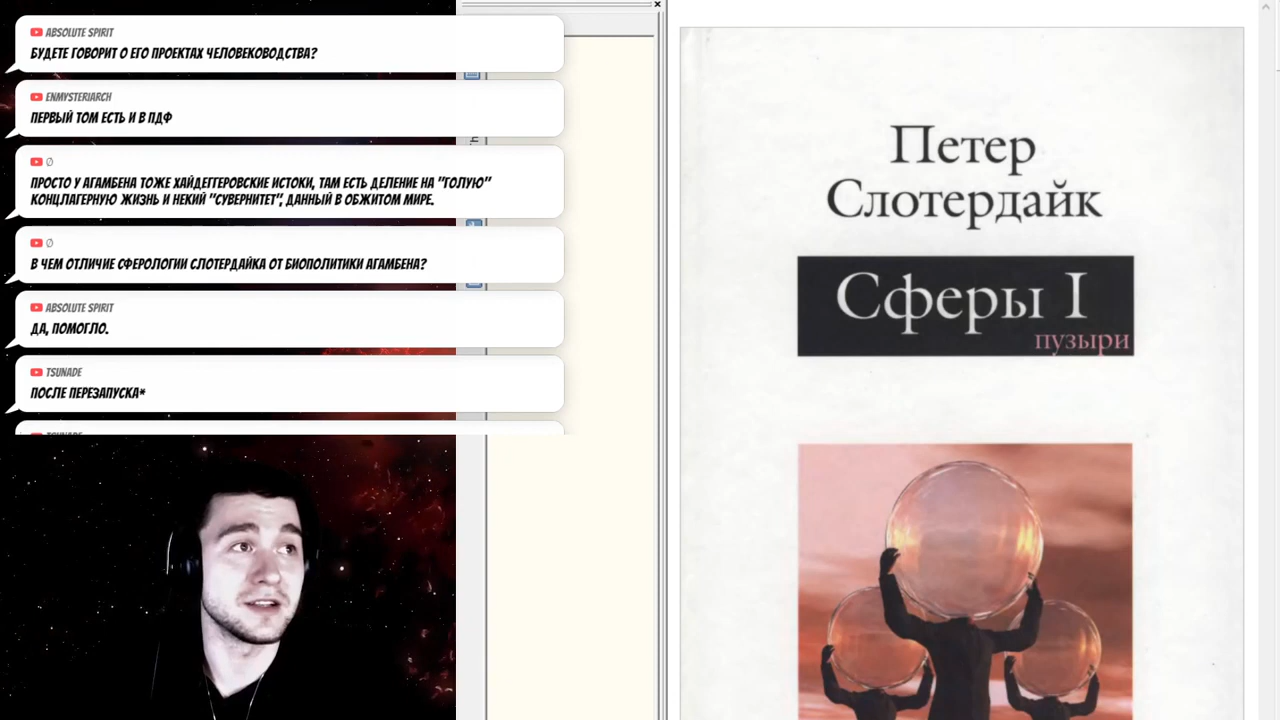 ABSOLUTE SPIRIT
БУДЕТЕ ГОВОРИТ О ЕГО ПРОЕКТАХ ЧЕЛОВЕКОВОДСТВА?
ENMYSTERIARCH
ПЕРВЫЙ ТОМ ЕСТЬ И В ПДФ
Ø
ПРОСТО У АГАМБЕНА ТОЖЕ ХАЙДЕГГЕРОВСКИЕ ИСТОКИ, ТАМ ЕСТЬ ДЕЛЕНИЕ НА "ГОЛУЮ"
КОНЦЛАГЕРНУЮ ЖИЗНЬ И НЕКИЙ "СУВЕРНИТЕТ", ДАННЫЙ В ОБЖИТОМ МИРЕ.
Ø
В ЧЕМ ОТЛИЧИЕ СФЕРОЛОГИИ СЛОТЕРДАЙКА ОТ БИОПОЛИТИКИ АГАМБЕНА?
ABSOLUTE SPIRIT
ДА, ПОМОГЛО.
TSUNADE
ПОСЛЕ ПЕРЕЗАПУСКА*
Петер
Слотердайк
Сферы I
пузыри